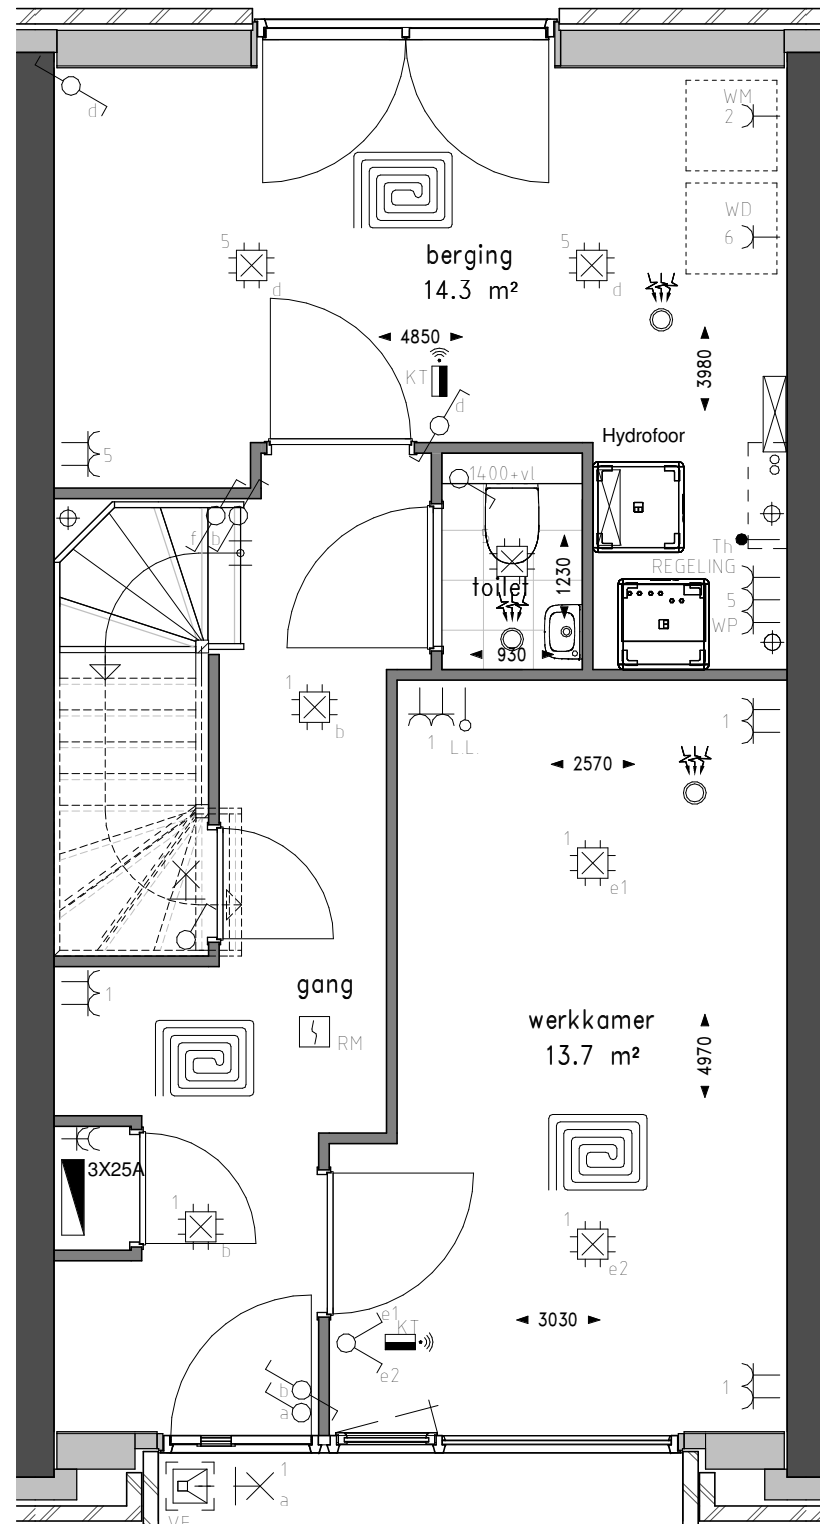 d
WM
2
WD
6
5
d
berging
14.3 m²
5
d
4850
3980
KT
d
5
Hydrofoor
1400+vl
f
b
Th
REGELING
5
WP
toilet
1230
930
1
b
1
L.L.
1
2570
1
e1
gang
1
RM
werkkamer
13.7 m²
4970
3X25A
1
b
1
e2
3030
e1
KT
e2
b
a
1
1
a